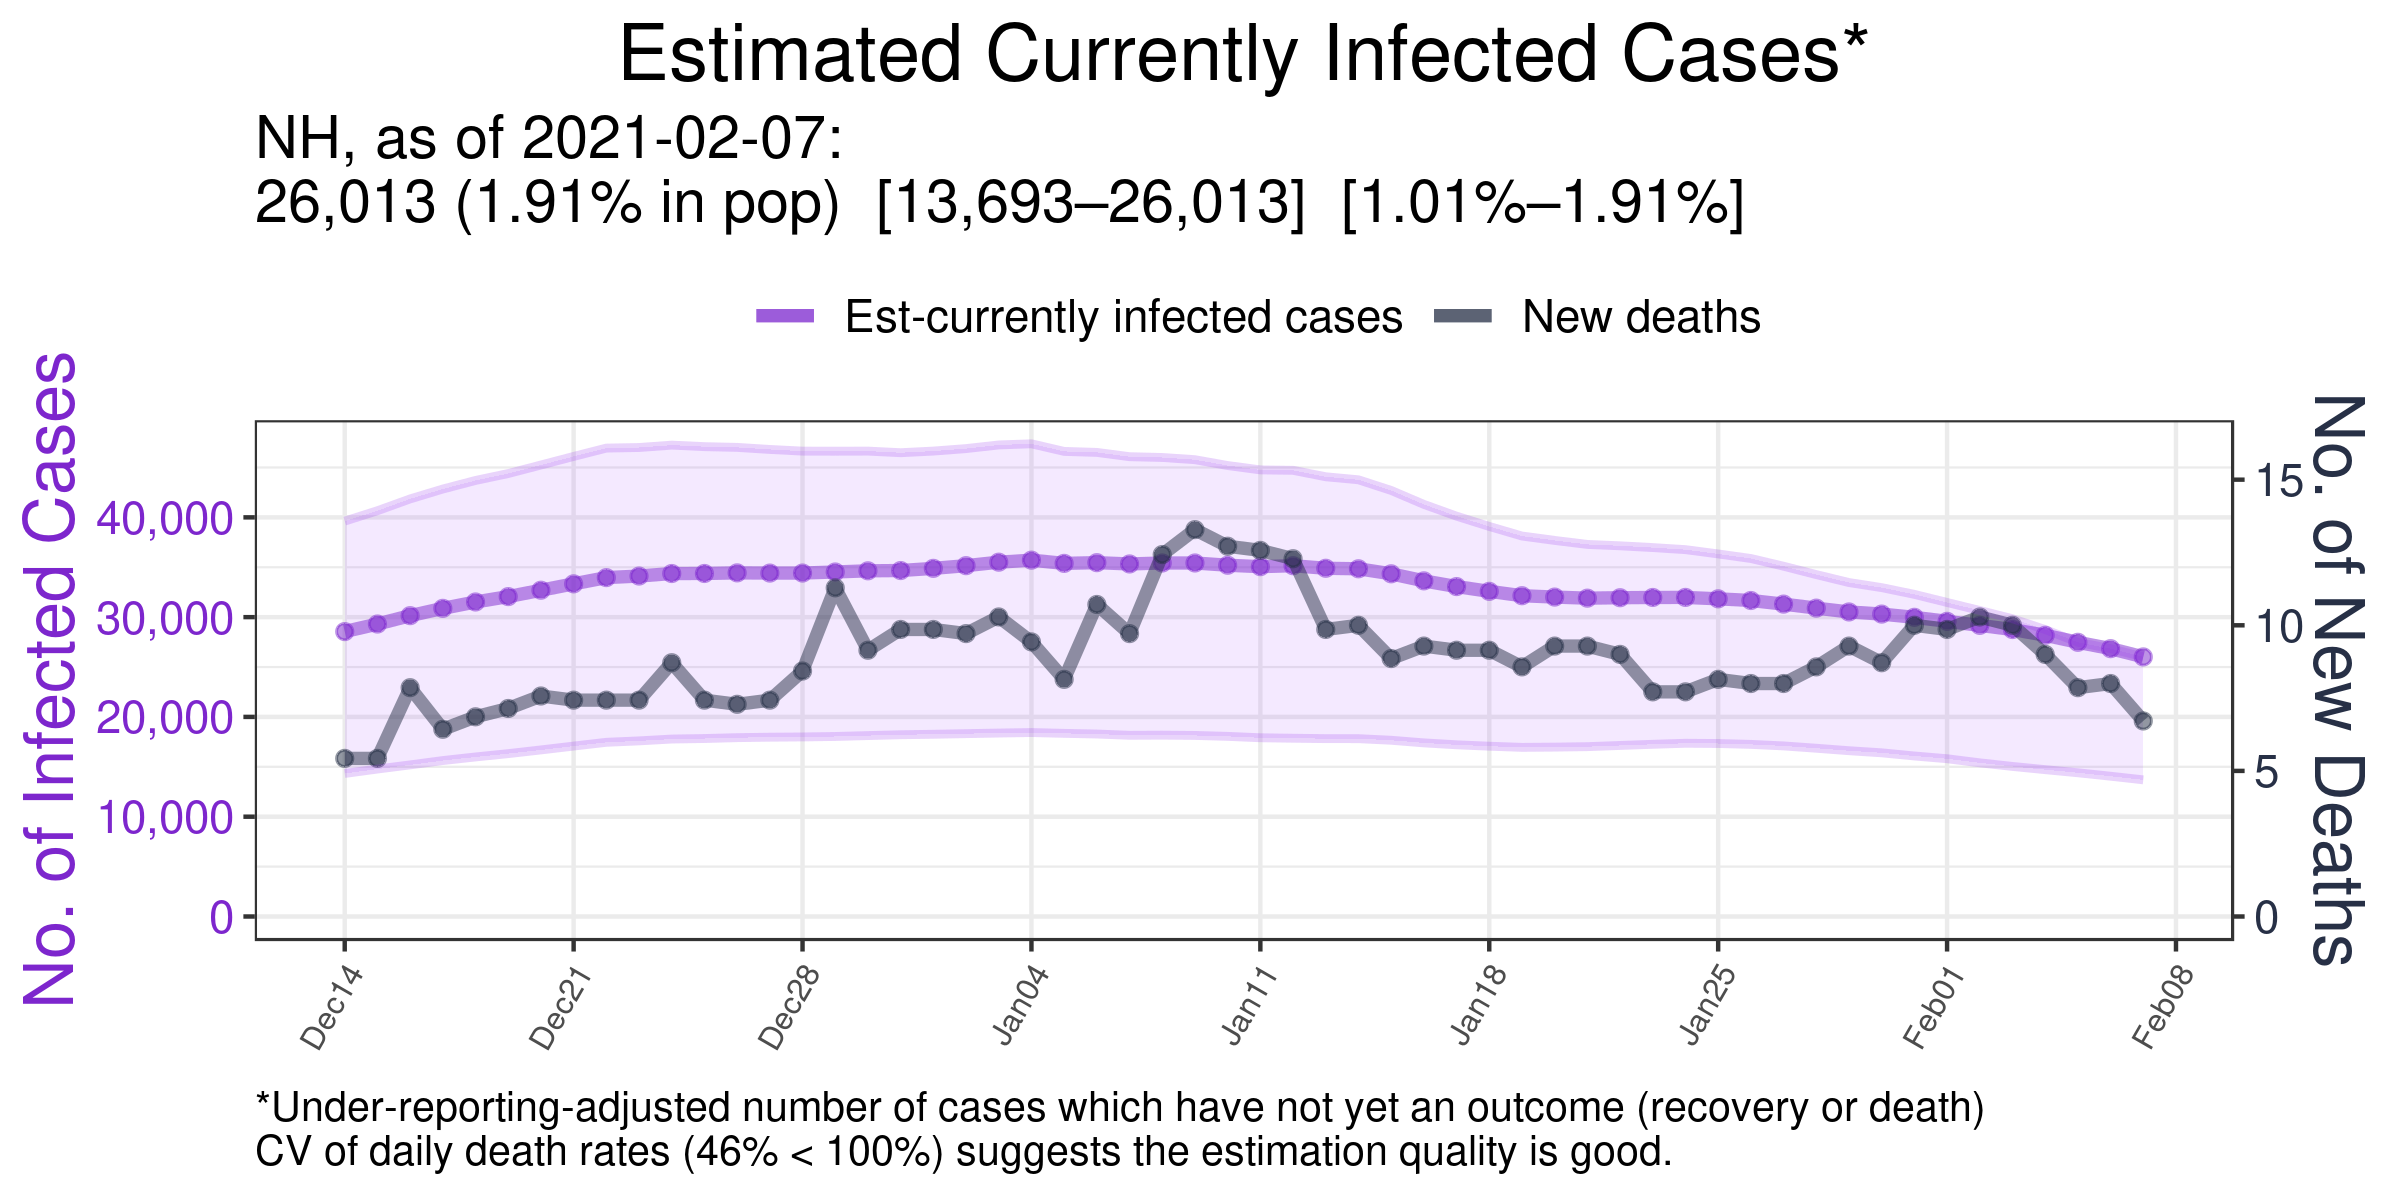 Estimated Currently Infected Cases*
NH, as of 2021-02-07:
26,013 (1.91% in pop)  [13,693–26,013]  [1.01%–1.91%]
Est-currently infected cases
New deaths
No. of Infected Cases
40,000
30,000
20,000
10,000
0
15
10
5
0
No. of New Deaths
Dec14
Dec21
Dec28
Jan04
Jan11
Jan18
Jan25
Feb01
Feb08
*Under-reporting-adjusted number of cases which have not yet an outcome (recovery or death)
CV of daily death rates (46% < 100%) suggests the estimation quality is good.